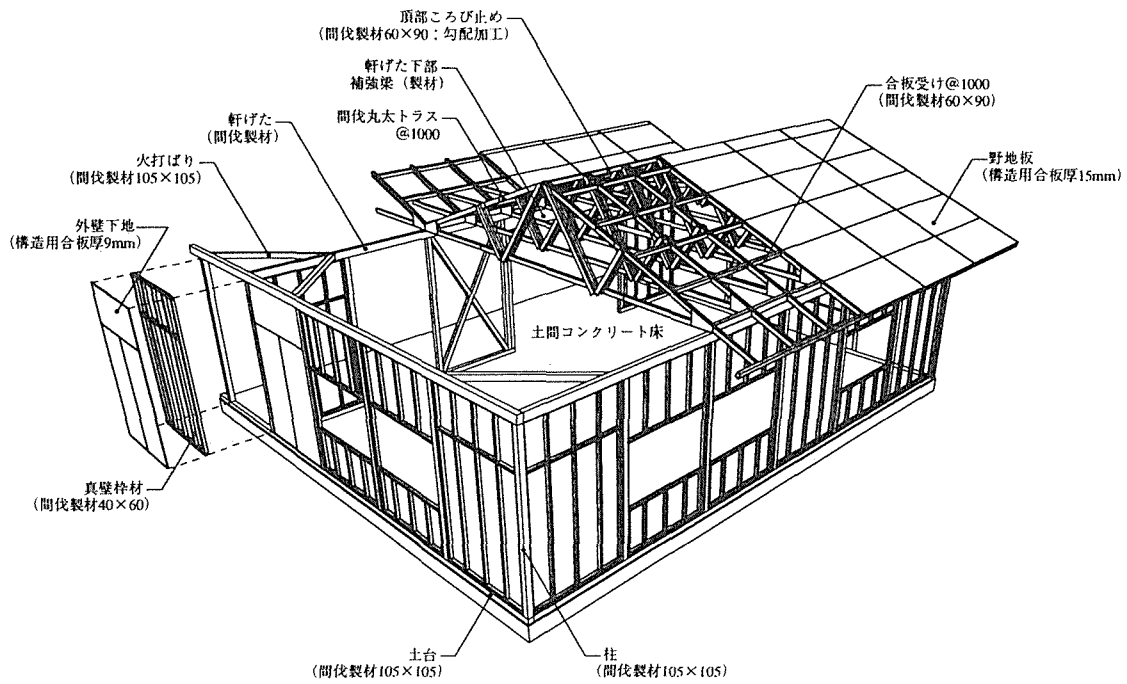 頂部ころび止め
(間伐製材60×90:勾配加工)
軒げた下部
補強梁(製材)
合板受け@1000
(間伐製材60×90)
間伐丸太トラス
@1000
軒げた
(間伐製材)
火打ばり
(間伐製材105×105)
野地板
(構造用合板厚15mm)
外壁下地
(構造用合板厚9mm)
土間コンクリート床
真壁枠材
(間伐製材40×60)
土台
(間伐製材105×105)
柱
(間伐製材105×105)